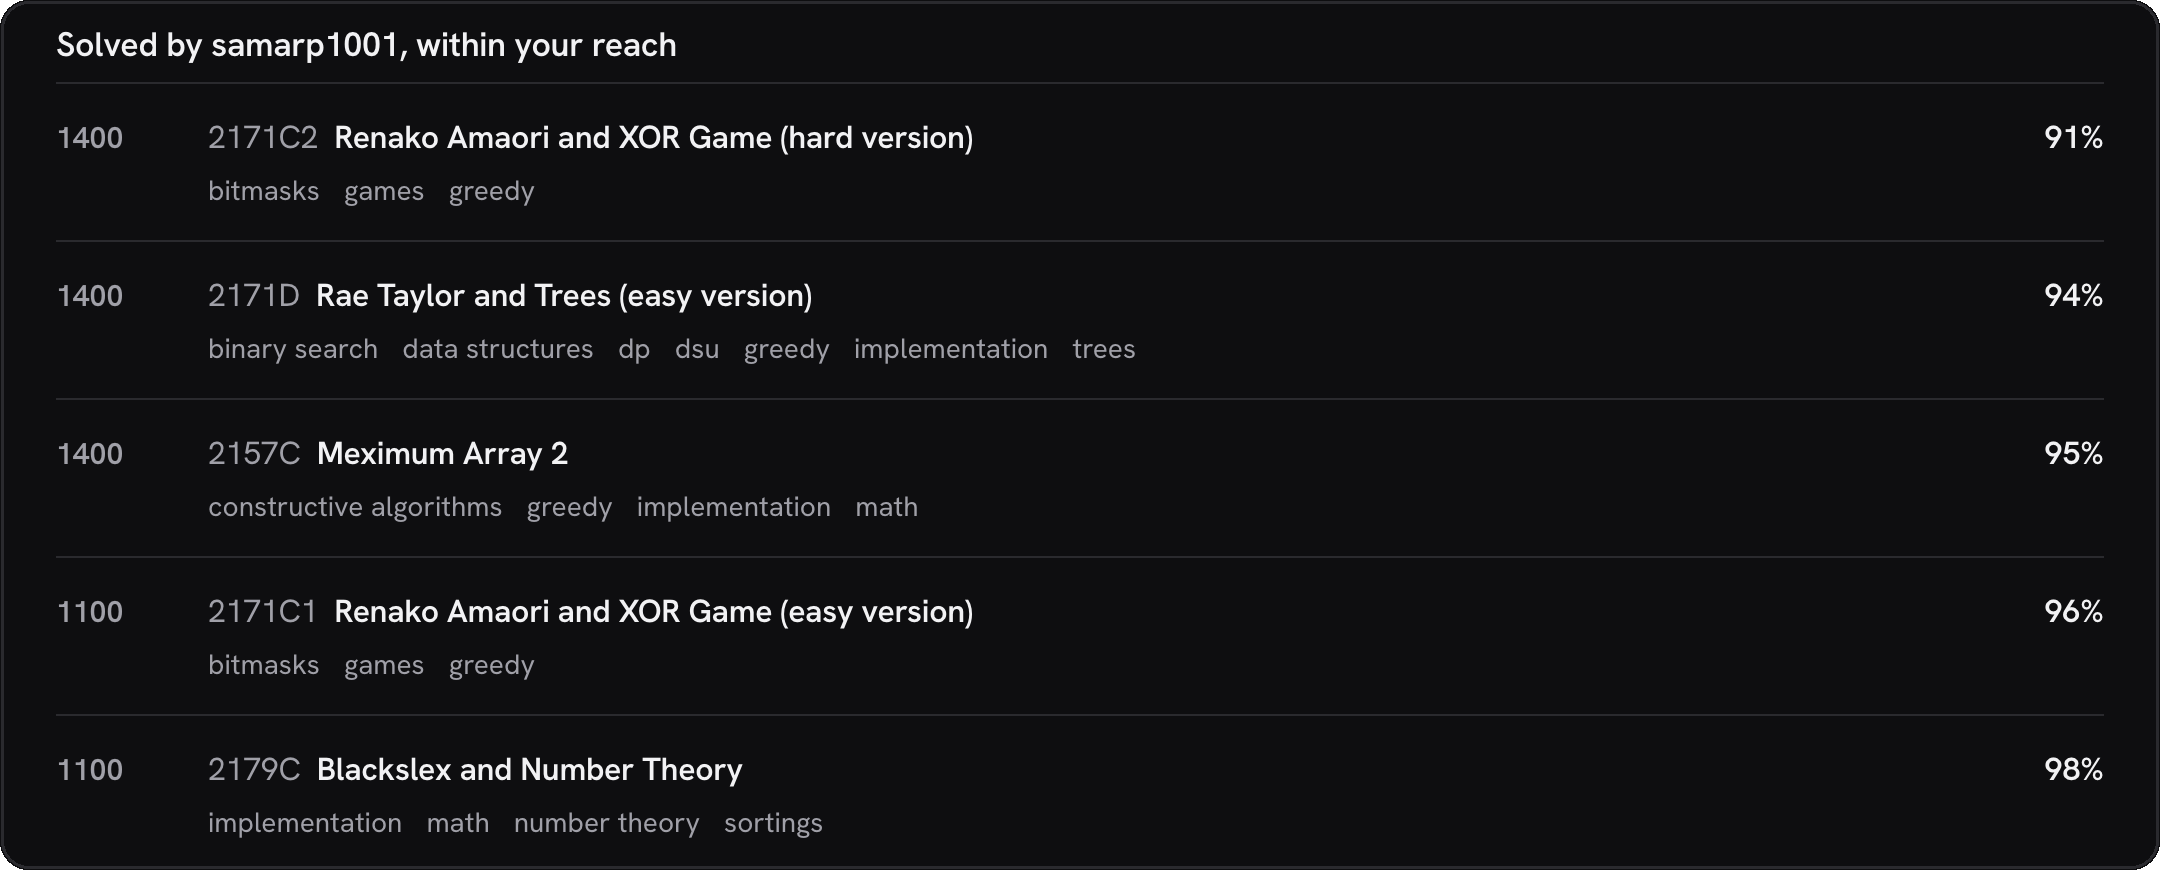 Solved by samarp1001, within your reach
1400 2171C2 Renako Amaori and XOR Game (hard version) 91%
bitmasks games greedy
1400 2171D Rae Taylor and Trees (easy version) 94%
binary search data structures dp dsu greedy implementation trees
1400 2157C Meximum Array 2 95%
constructive algorithms greedy implementation math
1100 2171C1 Renako Amaori and XOR Game (easy version) 96%
bitmasks games greedy
1100 2179C Blackslex and Number Theory 98%
implementation math number theory sortings